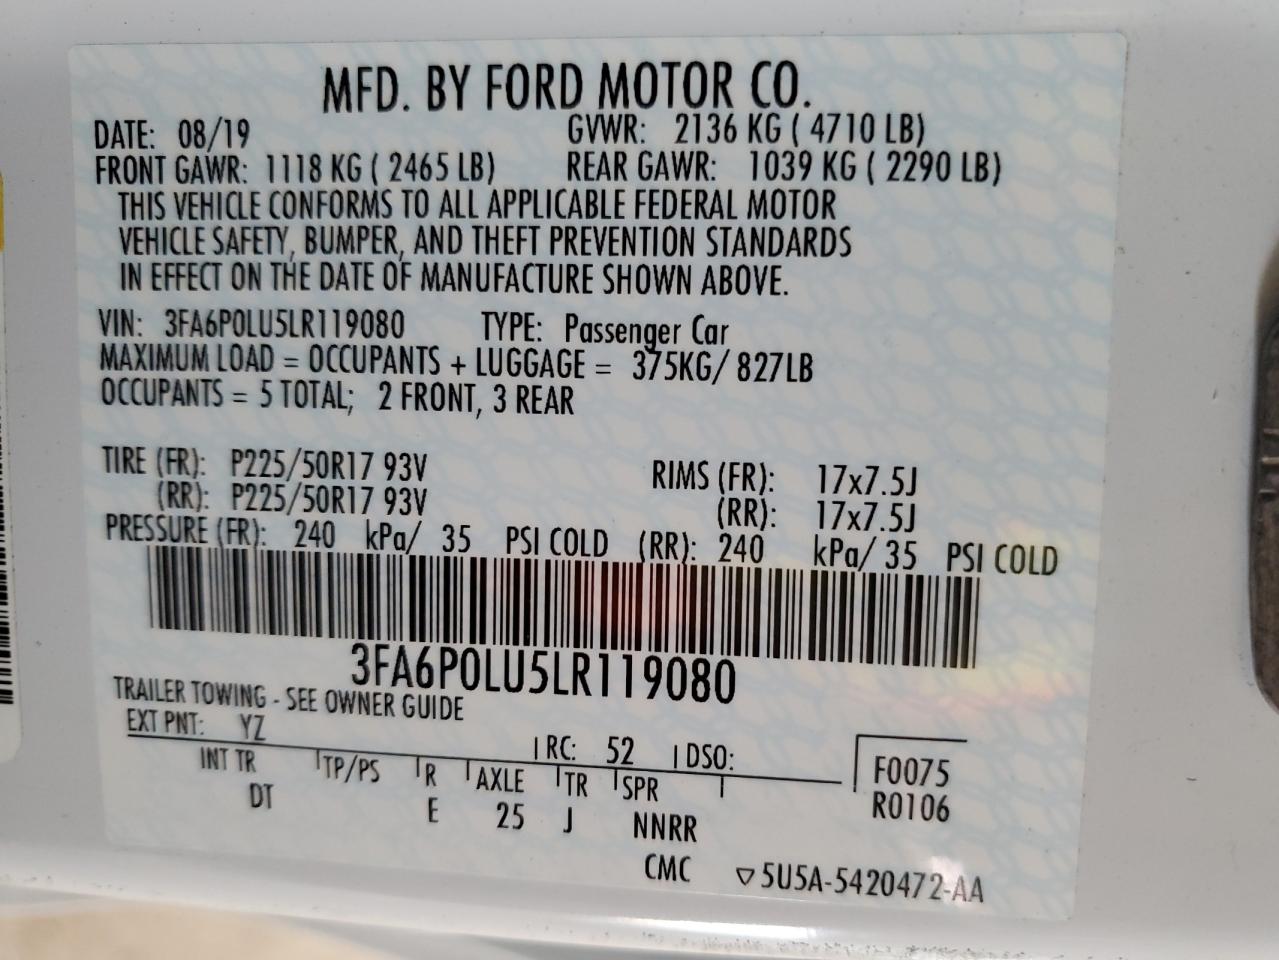 MFD. BY FORD MOTOR CO.
DATE: 08/19 GVWR: 2136 KG ( 4710 LB)
FRONT GAWR: 1118 KG ( 2465 LB) REAR GAWR: 1039 KG ( 2290 LB)
THIS VEHICLE CONFORMS TO ALL APPLICABLE FEDERAL MOTOR
VEHICLE SAFETY, BUMPER, AND THEFT PREVENTION STANDARDS
IN EFFECT ON THE DATE OF MANUFACTURE SHOWN ABOVE.
VIN: 3FA6P0LU5LR119080 TYPE: Passenger Car
MAXIMUM LOAD = OCCUPANTS + LUGGAGE = 375KG/ 827LB
OCCUPANTS = 5 TOTAL; 2 FRONT, 3 REAR
TIRE (FR): P225/50R17 93V RIMS (FR): 17x7.5J
(RR): P225/50R17 93V (RR): 17x7.5J
PRESSURE (FR): 240 kPa/ 35 PSI COLD (RR): 240 kPa/ 35 PSI COLD
3FA6P0LU5LR119080
TRAILER TOWING - SEE OWNER GUIDE
EXT PNT: YZ RC: 52 DSO: F0075
INT TR TP/PS R AXLE TR SPR R0106
DT E 25 J NNRR
CMC ▽5U5A-5420472-AA